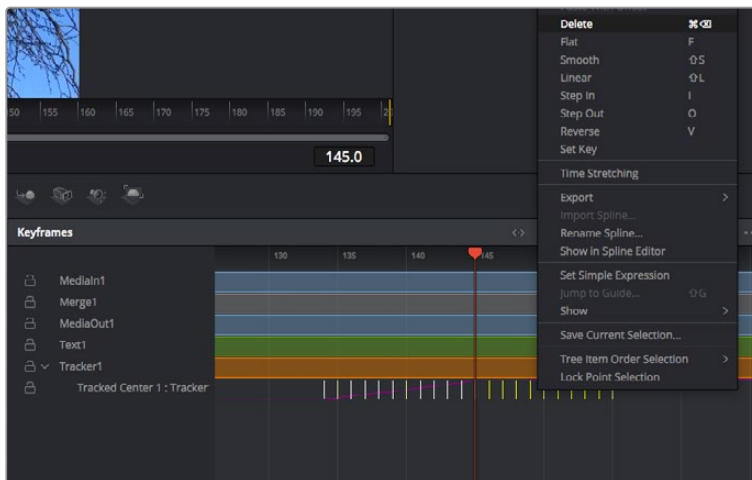 Delete ⌘⌫
Flat F
Smooth ⇧S
Linear ⇧L
Step In I
Step Out O
Reverse V
Set Key
Time Stretching
Export >
Import Spline...
Rename Spline...
Show in Spline Editor
Set Simple Expression
Jump to Guide... ⇧G
Show >
Save Current Selection...
Tree Item Order Selection >
Lock Point Selection
50 155 160 165 170 175 180 185 190 195
145.0
Keyframes
130 135 140 145
MediaIn1
Merge1
MediaOut1
Text1
Tracker1
Tracked Center 1 : Tracker